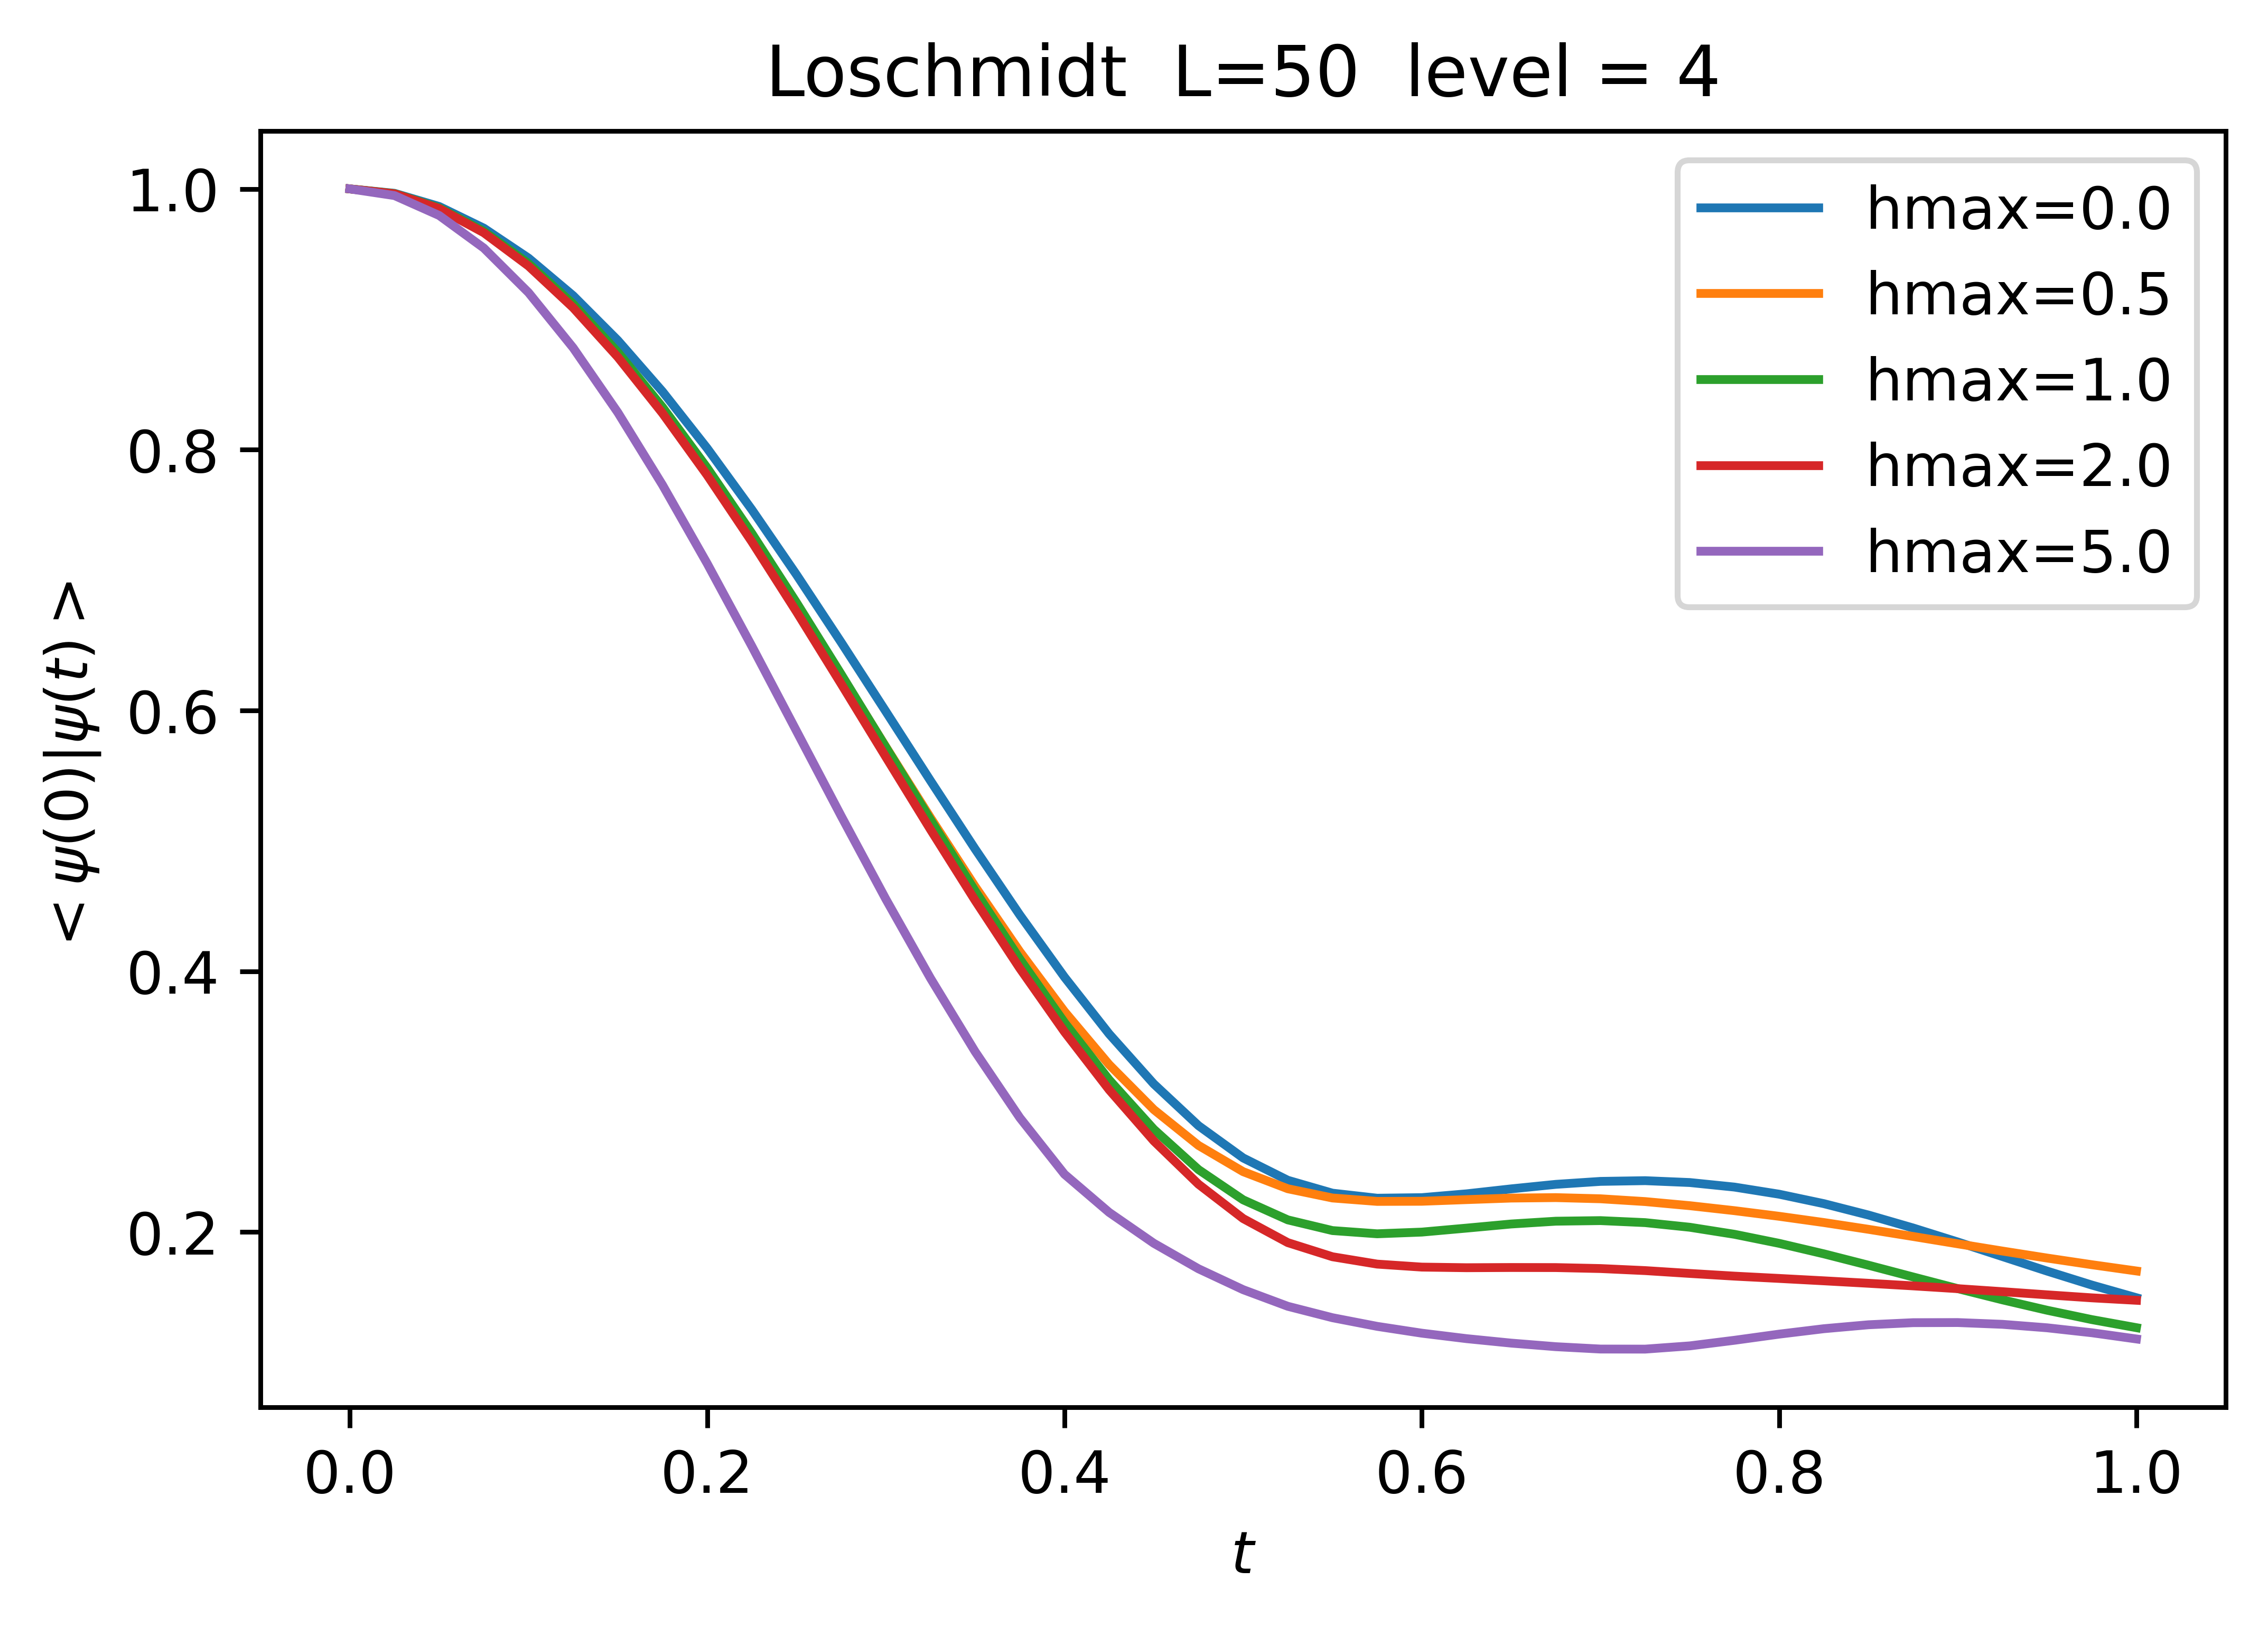 Loschmidt L=50 level = 4
<ψ(0)|ψ(t)>
1.0
0.8
0.6
0.4
0.2
hmax=0.0
hmax=0.5
hmax=1.0
hmax=2.0
hmax=5.0
0.0 0.2 0.4 0.6 0.8 1.0
t